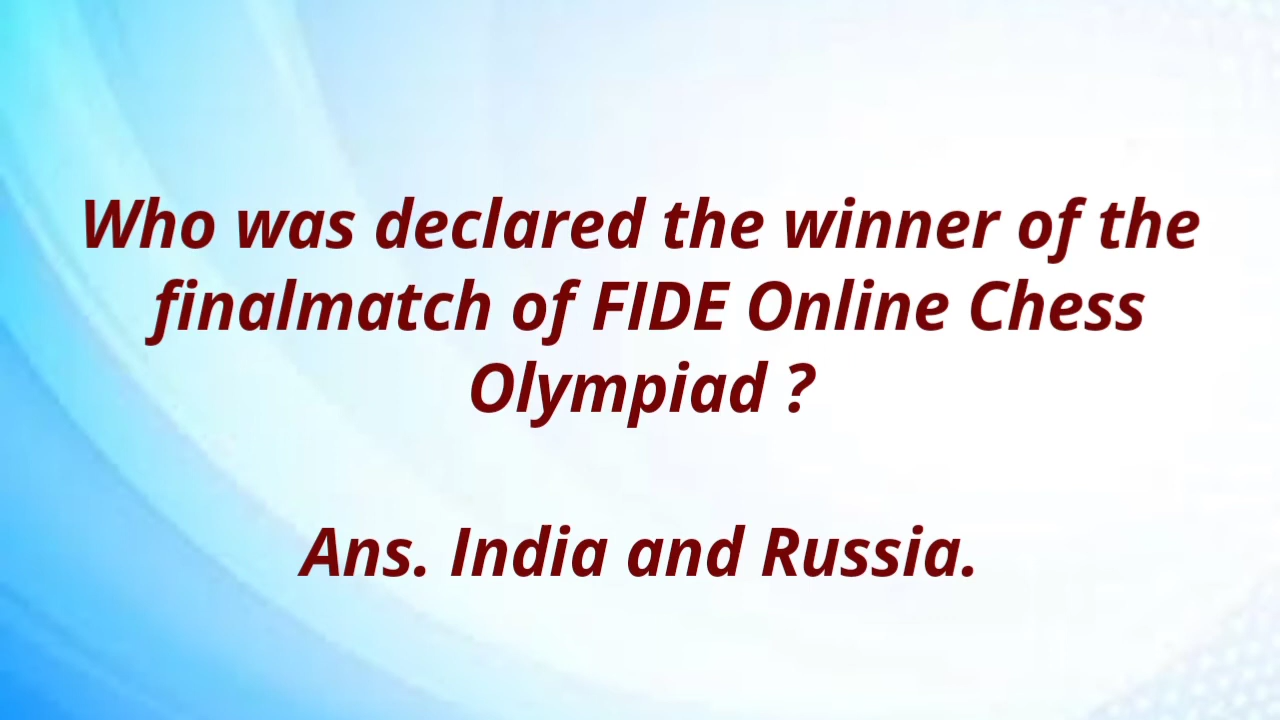 Who was declared the winner of the
finalmatch of FIDE Online Chess
Olympiad ?
Ans. India and Russia.